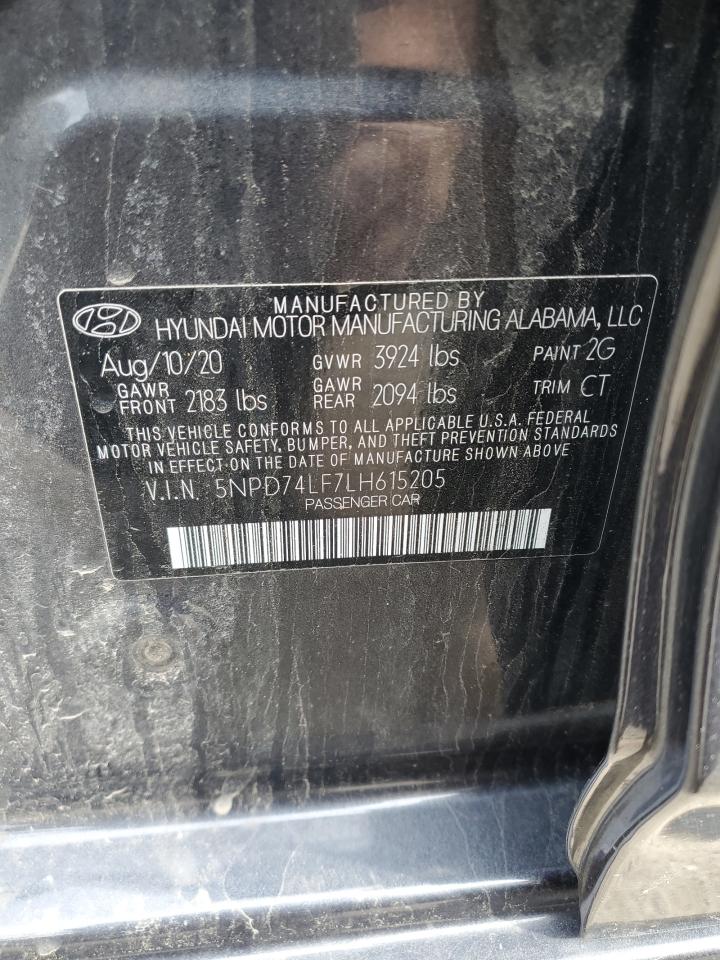 MANUFACTURED BY
HYUNDAI MOTOR MANUFACTURING ALABAMA, LLC
Aug/10/20 GVWR 3924 lbs PAINT 2G
GAWR FRONT 2183 lbs GAWR REAR 2094 lbs TRIM CT
THIS VEHICLE CONFORMS TO ALL APPLICABLE U.S.A. FEDERAL
MOTOR VEHICLE SAFETY, BUMPER, AND THEFT PREVENTION STANDARDS
IN EFFECT ON THE DATE OF MANUFACTURE SHOWN ABOVE
V.I.N. 5NPD74LF7LH615205
PASSENGER CAR